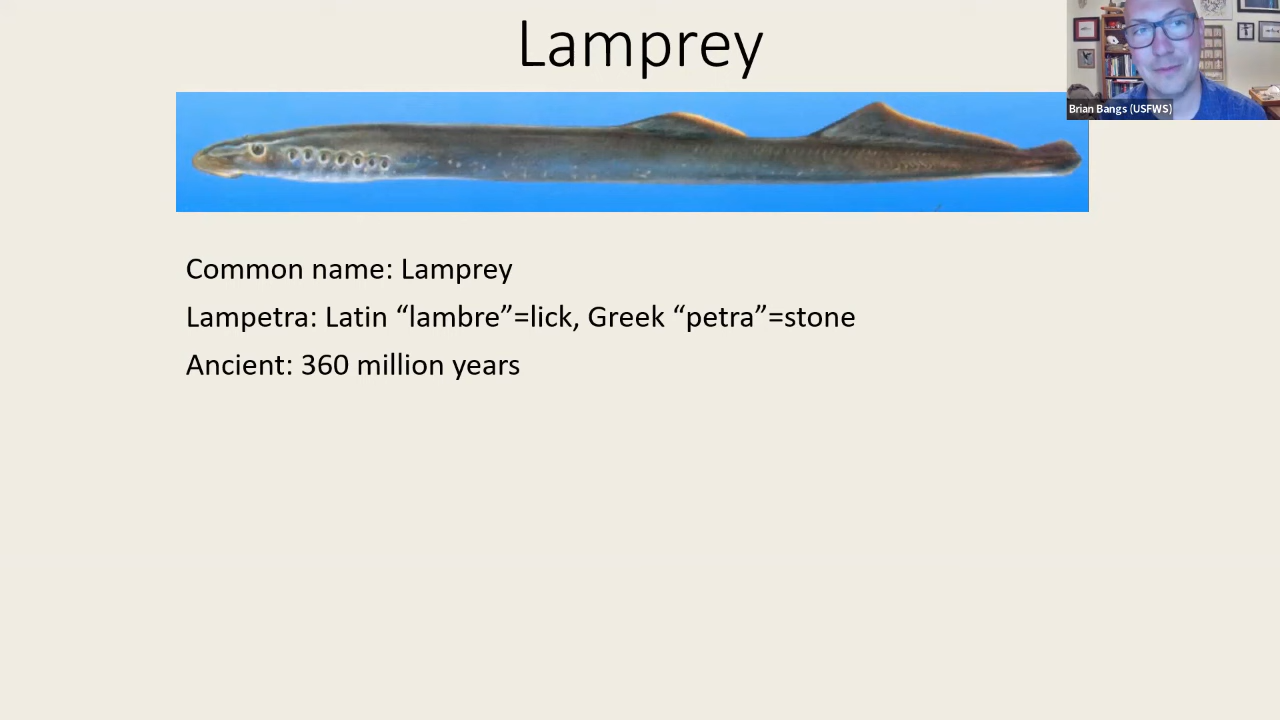 Lamprey
Brian Bangs (USFWS)
Common name: Lamprey
Lampetra: Latin “lambre”=lick, Greek “petra”=stone
Ancient: 360 million years